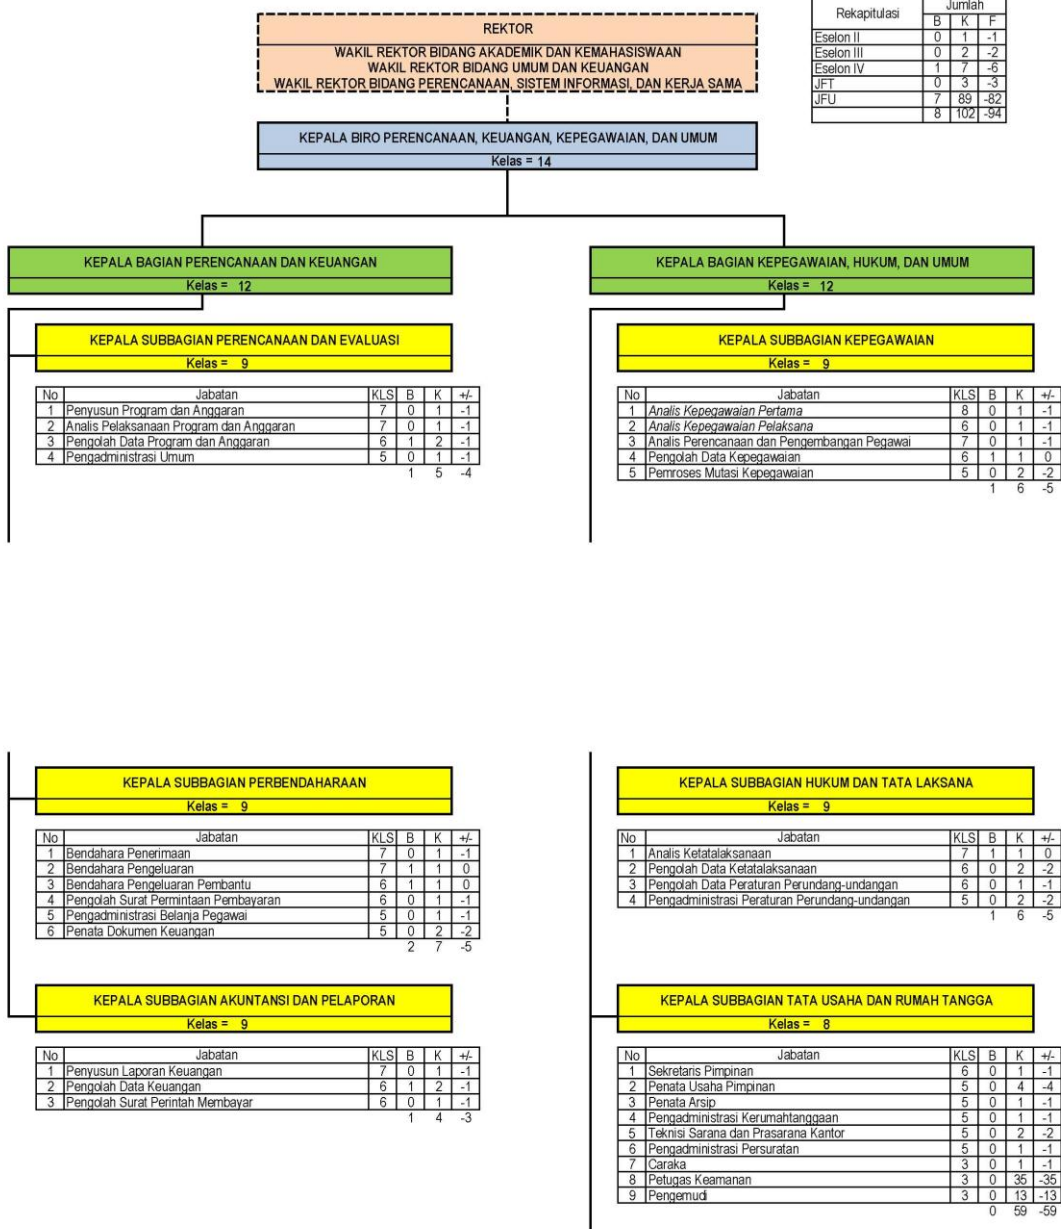 REKTOR
WAKIL REKTOR BIDANG AKADEMIK DAN KEMAHASISWAAN
WAKIL REKTOR BIDANG UMUM DAN KEUANGAN
WAKIL REKTOR BIDANG PERENCANAAN, SISTEM INFORMASI, DAN KERJA SAMA
Rekapitulasi Jumlah
B K F
Eselon II 0 1 -1
Eselon III 0 2 -2
Eselon IV 1 7 -6
JFT 0 3 -3
JFU 7 89 -82
8 102 -94
KEPALA BIRO PERENCANAAN, KEUANGAN, KEPEGAWAIAN, DAN UMUM
Kelas = 14
KEPALA BAGIAN PERENCANAAN DAN KEUANGAN
Kelas = 12
KEPALA SUBBAGIAN PERENCANAAN DAN EVALUASI
Kelas = 9
No Jabatan KLS B K +/-
1 Penyusun Program dan Anggaran 7 0 1 -1
2 Analis Pelaksanaan Program dan Anggaran 7 0 1 -1
3 Pengolah Data Program dan Anggaran 6 1 2 -1
4 Pengadministrasi Umum 5 0 1 -1
1 5 -4
KEPALA BAGIAN KEPEGAWAIAN, HUKUM, DAN UMUM
Kelas = 12
KEPALA SUBBAGIAN KEPEGAWAIAN
Kelas = 9
No Jabatan KLS B K +/-
1 Analis Kepegawaian Pertama 8 0 1 -1
2 Analis Kepegawaian Pelaksana 6 0 1 -1
3 Analis Perencanaan dan Pengembangan Pegawai 7 0 1 -1
4 Pengolah Data Kepegawaian 6 1 1 0
5 Pemroses Mutasi Kepegawaian 5 0 2 -2
1 6 -5
KEPALA SUBBAGIAN PERBENDAHARAAN
Kelas = 9
No Jabatan KLS B K +/-
1 Bendahara Penerimaan 7 0 1 -1
2 Bendahara Pengeluaran 7 1 1 0
3 Bendahara Pengeluaran Pembantu 6 1 1 0
4 Pengolah Surat Permintaan Pembayaran 6 0 1 -1
5 Pengadministrasi Belanja Pegawai 5 0 1 -1
6 Penata Dokumen Keuangan 5 0 2 -2
2 7 -5
KEPALA SUBBAGIAN HUKUM DAN TATA LAKSANA
Kelas = 9
No Jabatan KLS B K +/-
1 Analis Ketatalaksanaan 7 1 1 0
2 Pengolah Data Ketatalaksanaan 6 0 2 -2
3 Pengolah Data Peraturan Perundang-undangan 6 0 1 -1
4 Pengadministrasi Peraturan Perundang-undangan 5 0 2 -2
1 6 -5
KEPALA SUBBAGIAN AKUNTANSI DAN PELAPORAN
Kelas = 9
No Jabatan KLS B K +/-
1 Penyusun Laporan Keuangan 7 0 1 -1
2 Pengolah Data Keuangan 6 1 2 -1
3 Pengolah Surat Perintah Membayar 6 0 1 -1
1 4 -3
KEPALA SUBBAGIAN TATA USAHA DAN RUMAH TANGGA
Kelas = 8
No Jabatan KLS B K +/-
1 Sekretaris Pimpinan 6 0 1 -1
2 Penata Usaha Pimpinan 5 0 4 -4
3 Penata Arsip 5 0 1 -1
4 Pengadministrasi Kerumahtanggaan 5 0 1 -1
5 Teknisi Sarana dan Prasarana Kantor 5 0 2 -2
6 Pengadministrasi Persuratan 5 0 1 -1
7 Caraka 3 0 1 -1
8 Petugas Keamanan 3 0 35 -35
9 Pengemudi 3 0 13 -13
0 59 -59